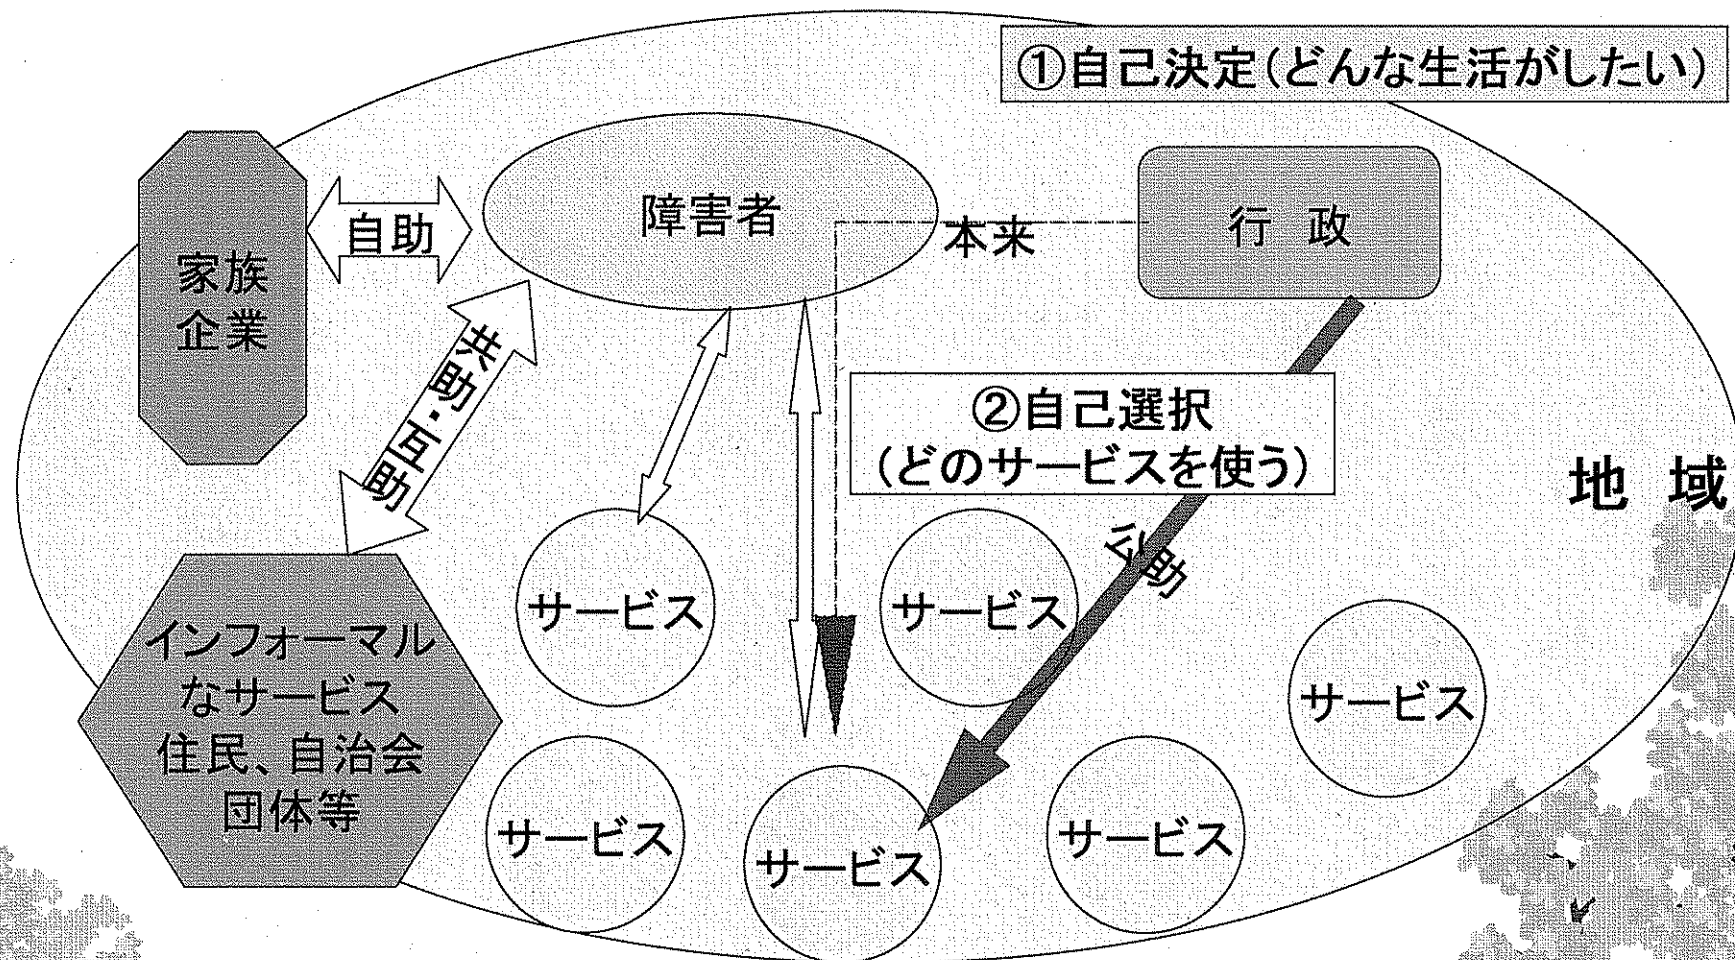 ①自己決定(どんな生活がしたい)
障害者
行 政
本来
自助
家族
企業
共助・互助
②自己選択
(どのサービスを使う)
地 域
公助
サービス
サービス
サービス
インフォーマル
なサービス
住民、自治会
団体等
サービス
サービス
サービス